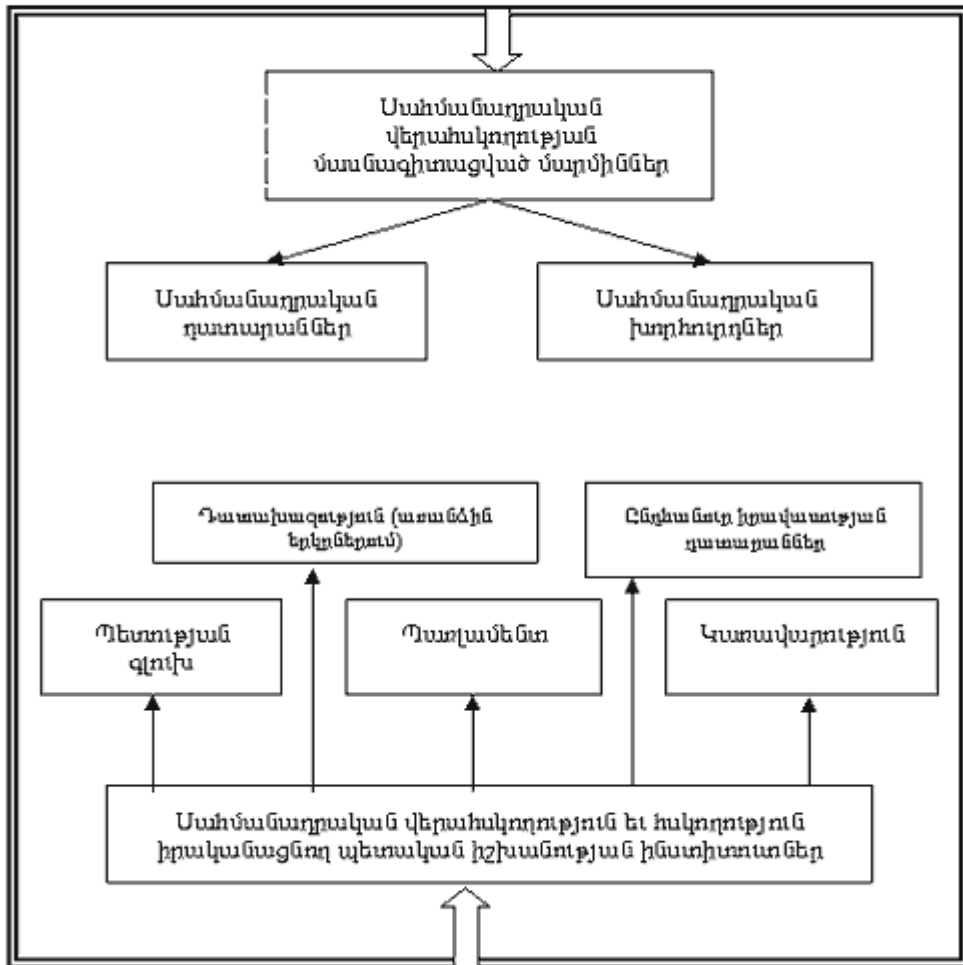 Սահմանադրական
վերահսկողության
մասնագիտացված մարմիններ
Սահմանադրական
դատարաններ
Սահմանադրական
խորհուրդներ
Դատախազություն (առանձին
երկրներում)
Ընդհանուր իրավասության
դատարաններ
Պետության
գլուխ
Պառլամենտ
Կառավարություն
Սահմանադրական վերահսկողություն եւ հսկողություն
իրականացնող պետական իշխանության ինստիտուտներ